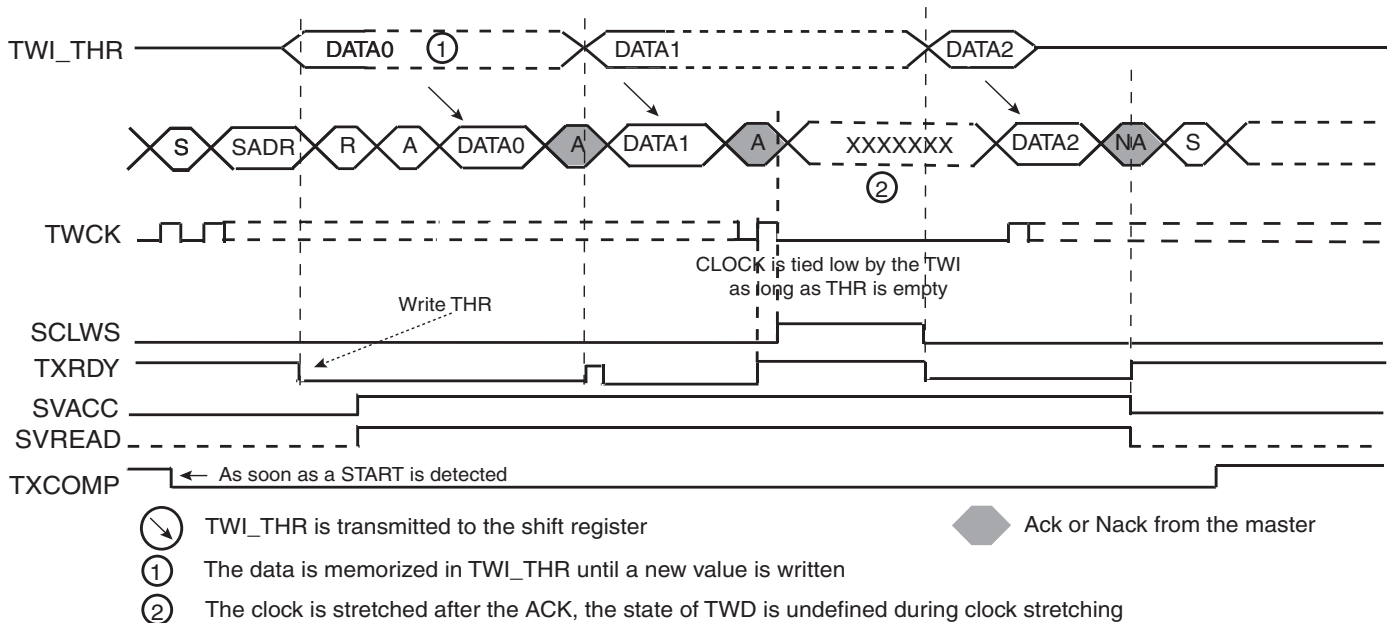 TWI_THR DATA0 1 DATA1 DATA2
S SADR R A DATA0 A DATA1 A XXXXXXX DATA2 NA S
2
TWCK
CLOCK is tied low by the TWI
as long as THR is empty
Write THR
SCLWS
TXRDY
SVACC
SVREAD
TXCOMP As soon as a START is detected
TWI_THR is transmitted to the shift register Ack or Nack from the master
1 The data is memorized in TWI_THR until a new value is written
2 The clock is stretched after the ACK, the state of TWD is undefined during clock stretching